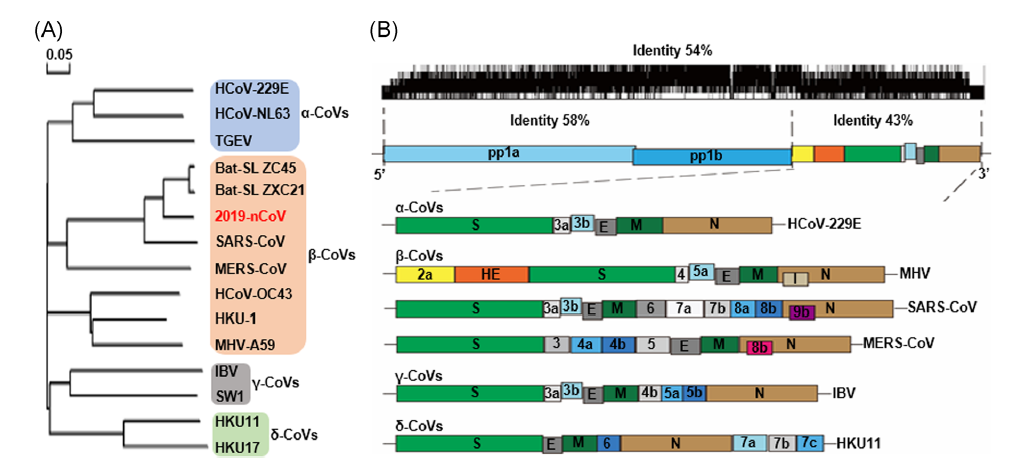 (A)
0.05
HCoV-229E
HCoV-NL63
α-CoVs
TGEV
Bat-SL ZC45
Bat-SL ZXC21
2019-nCoV
SARS-CoV
β-CoVs
MERS-CoV
HCoV-OC43
HKU-1
MHV-A59
IBV
γ-CoVs
SW1
HKU11
δ-CoVs
HKU17
(B)
Identity 54%
Identity 58% Identity 43%
pp1a pp1b
5' 3'
α-CoVs
S 3a 3b E M N HCoV-229E
β-CoVs
2a HE S 4 5a E M I N MHV
S 3a 3b E M 6 7a 7b 8a 8b 9b N SARS-CoV
S 3 4a 4b 5 E M 8b N MERS-CoV
γ-CoVs
S 3a 3b E M 4b 5a 5b N IBV
δ-CoVs
S E M 6 N 7a 7b 7c HKU11